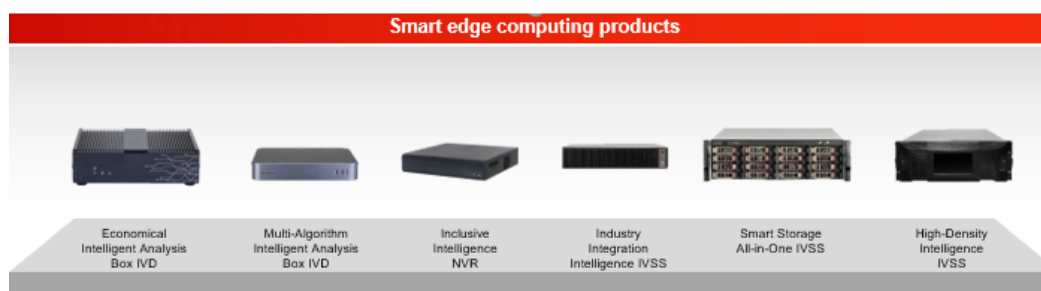 Smart edge computing products
Economical
Intelligent Analysis
Box IVD
Multi-Algorithm
Intelligent Analysis
Box IVD
Inclusive
Intelligence
NVR
Industry
Integration
Intelligence IVSS
Smart Storage
All-in-One IVSS
High-Density
Intelligence
IVSS